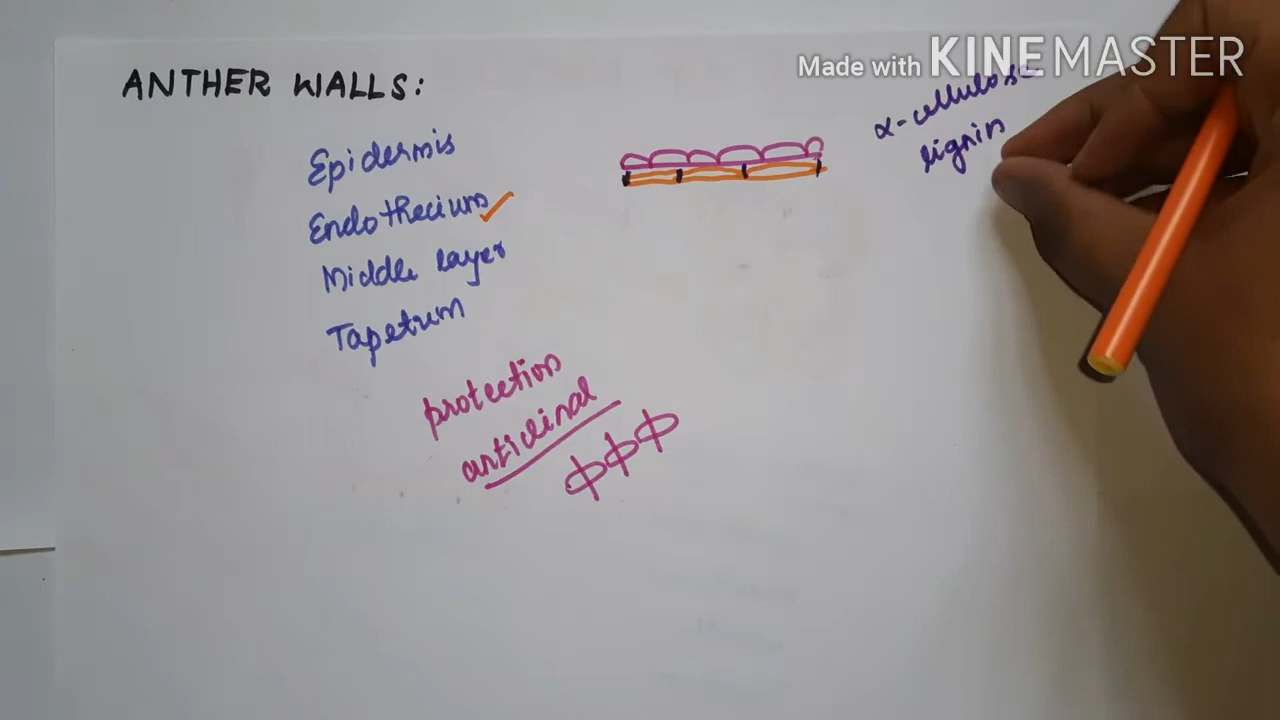 Made with KINEMASTER
ANTHER WALLS:
α-cellulose
lignin
Epidermis
Endothecium
Middle layer
Tapetum
protection
anticlinal